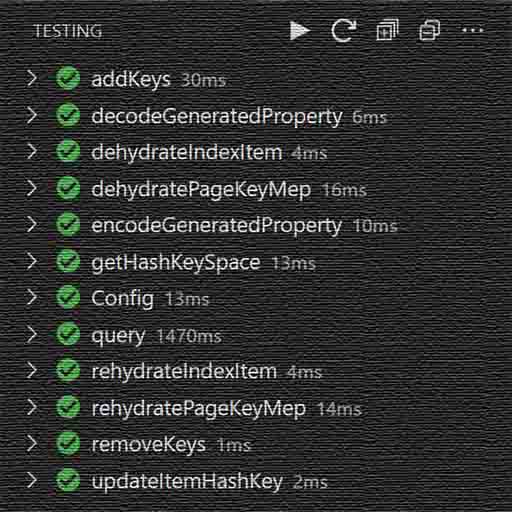 TESTING
addKeys 30ms
decodeGeneratedProperty 6ms
dehydrateIndexItem 4ms
dehydratePageKeyMep 16ms
encodeGeneratedProperty 10ms
getHashKeySpace 13ms
Config 13ms
query 1470ms
rehydrateIndexItem 4ms
rehydratePageKeyMep 14ms
removeKeys 1ms
updateItemHashKey 2ms